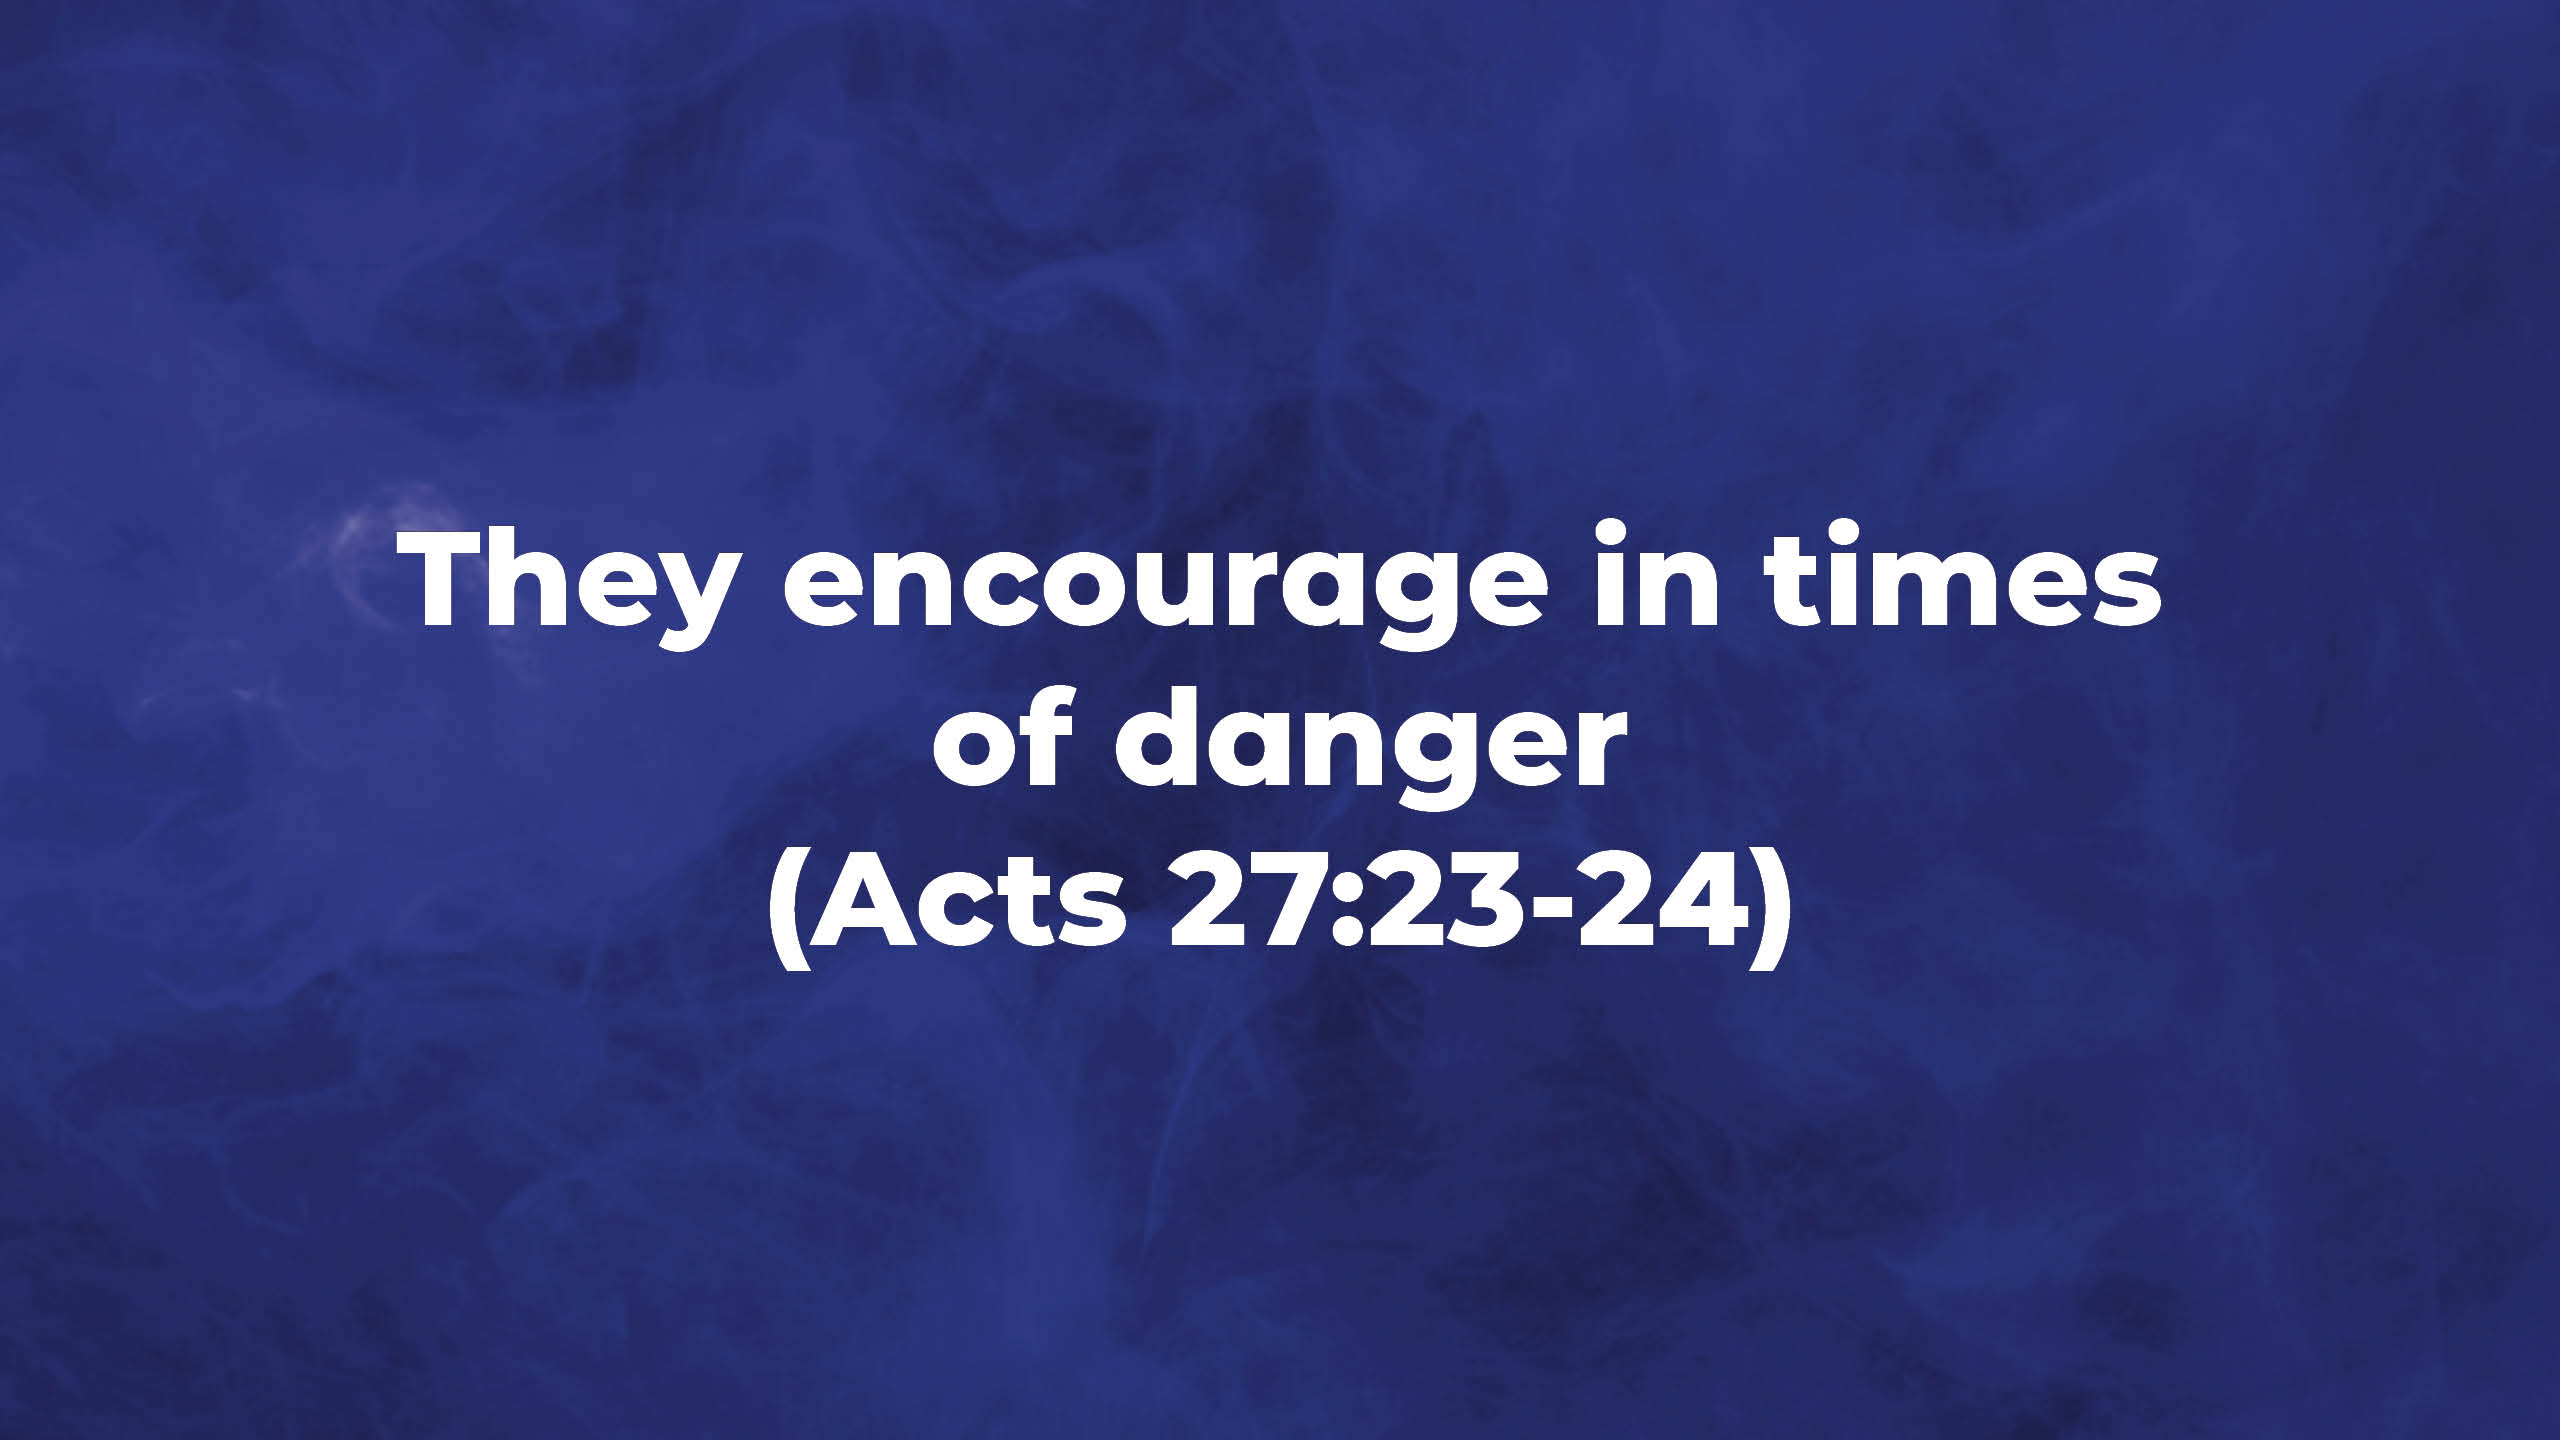 They encourage in times
of danger
(Acts 27:23-24)